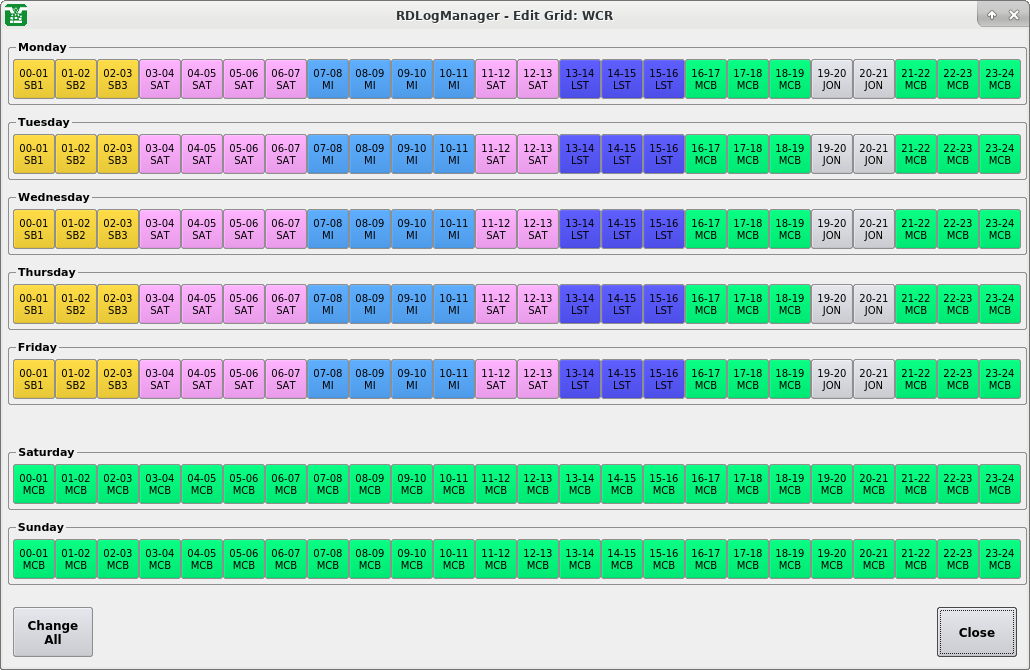 RDLogManager - Edit Grid: WCR
Monday
00-01 01-02 02-03 03-04 04-05 05-06 06-07 07-08 08-09 09-10 10-11 11-12 12-13 13-14 14-15 15-16 16-17 17-18 18-19 19-20 20-21 21-22 22-23 23-24
SB1 SB2 SB3 SAT SAT SAT SAT MI MI MI MI SAT SAT LST LST LST MCB MCB MCB JON JON MCB MCB MCB
Tuesday
00-01 01-02 02-03 03-04 04-05 05-06 06-07 07-08 08-09 09-10 10-11 11-12 12-13 13-14 14-15 15-16 16-17 17-18 18-19 19-20 20-21 21-22 22-23 23-24
SB1 SB2 SB3 SAT SAT SAT SAT MI MI MI MI SAT SAT LST LST LST MCB MCB MCB JON JON MCB MCB MCB
Wednesday
00-01 01-02 02-03 03-04 04-05 05-06 06-07 07-08 08-09 09-10 10-11 11-12 12-13 13-14 14-15 15-16 16-17 17-18 18-19 19-20 20-21 21-22 22-23 23-24
SB1 SB2 SB3 SAT SAT SAT SAT MI MI MI MI SAT SAT LST LST LST MCB MCB MCB JON JON MCB MCB MCB
Thursday
00-01 01-02 02-03 03-04 04-05 05-06 06-07 07-08 08-09 09-10 10-11 11-12 12-13 13-14 14-15 15-16 16-17 17-18 18-19 19-20 20-21 21-22 22-23 23-24
SB1 SB2 SB3 SAT SAT SAT SAT MI MI MI MI SAT SAT LST LST LST MCB MCB MCB JON JON MCB MCB MCB
Friday
00-01 01-02 02-03 03-04 04-05 05-06 06-07 07-08 08-09 09-10 10-11 11-12 12-13 13-14 14-15 15-16 16-17 17-18 18-19 19-20 20-21 21-22 22-23 23-24
SB1 SB2 SB3 SAT SAT SAT SAT MI MI MI MI SAT SAT LST LST LST MCB MCB MCB JON JON MCB MCB MCB
Saturday
00-01 01-02 02-03 03-04 04-05 05-06 06-07 07-08 08-09 09-10 10-11 11-12 12-13 13-14 14-15 15-16 16-17 17-18 18-19 19-20 20-21 21-22 22-23 23-24
MCB MCB MCB MCB MCB MCB MCB MCB MCB MCB MCB MCB MCB MCB MCB MCB MCB MCB MCB MCB MCB MCB MCB MCB
Sunday
00-01 01-02 02-03 03-04 04-05 05-06 06-07 07-08 08-09 09-10 10-11 11-12 12-13 13-14 14-15 15-16 16-17 17-18 18-19 19-20 20-21 21-22 22-23 23-24
MCB MCB MCB MCB MCB MCB MCB MCB MCB MCB MCB MCB MCB MCB MCB MCB MCB MCB MCB MCB MCB MCB MCB MCB
Change
All
Close